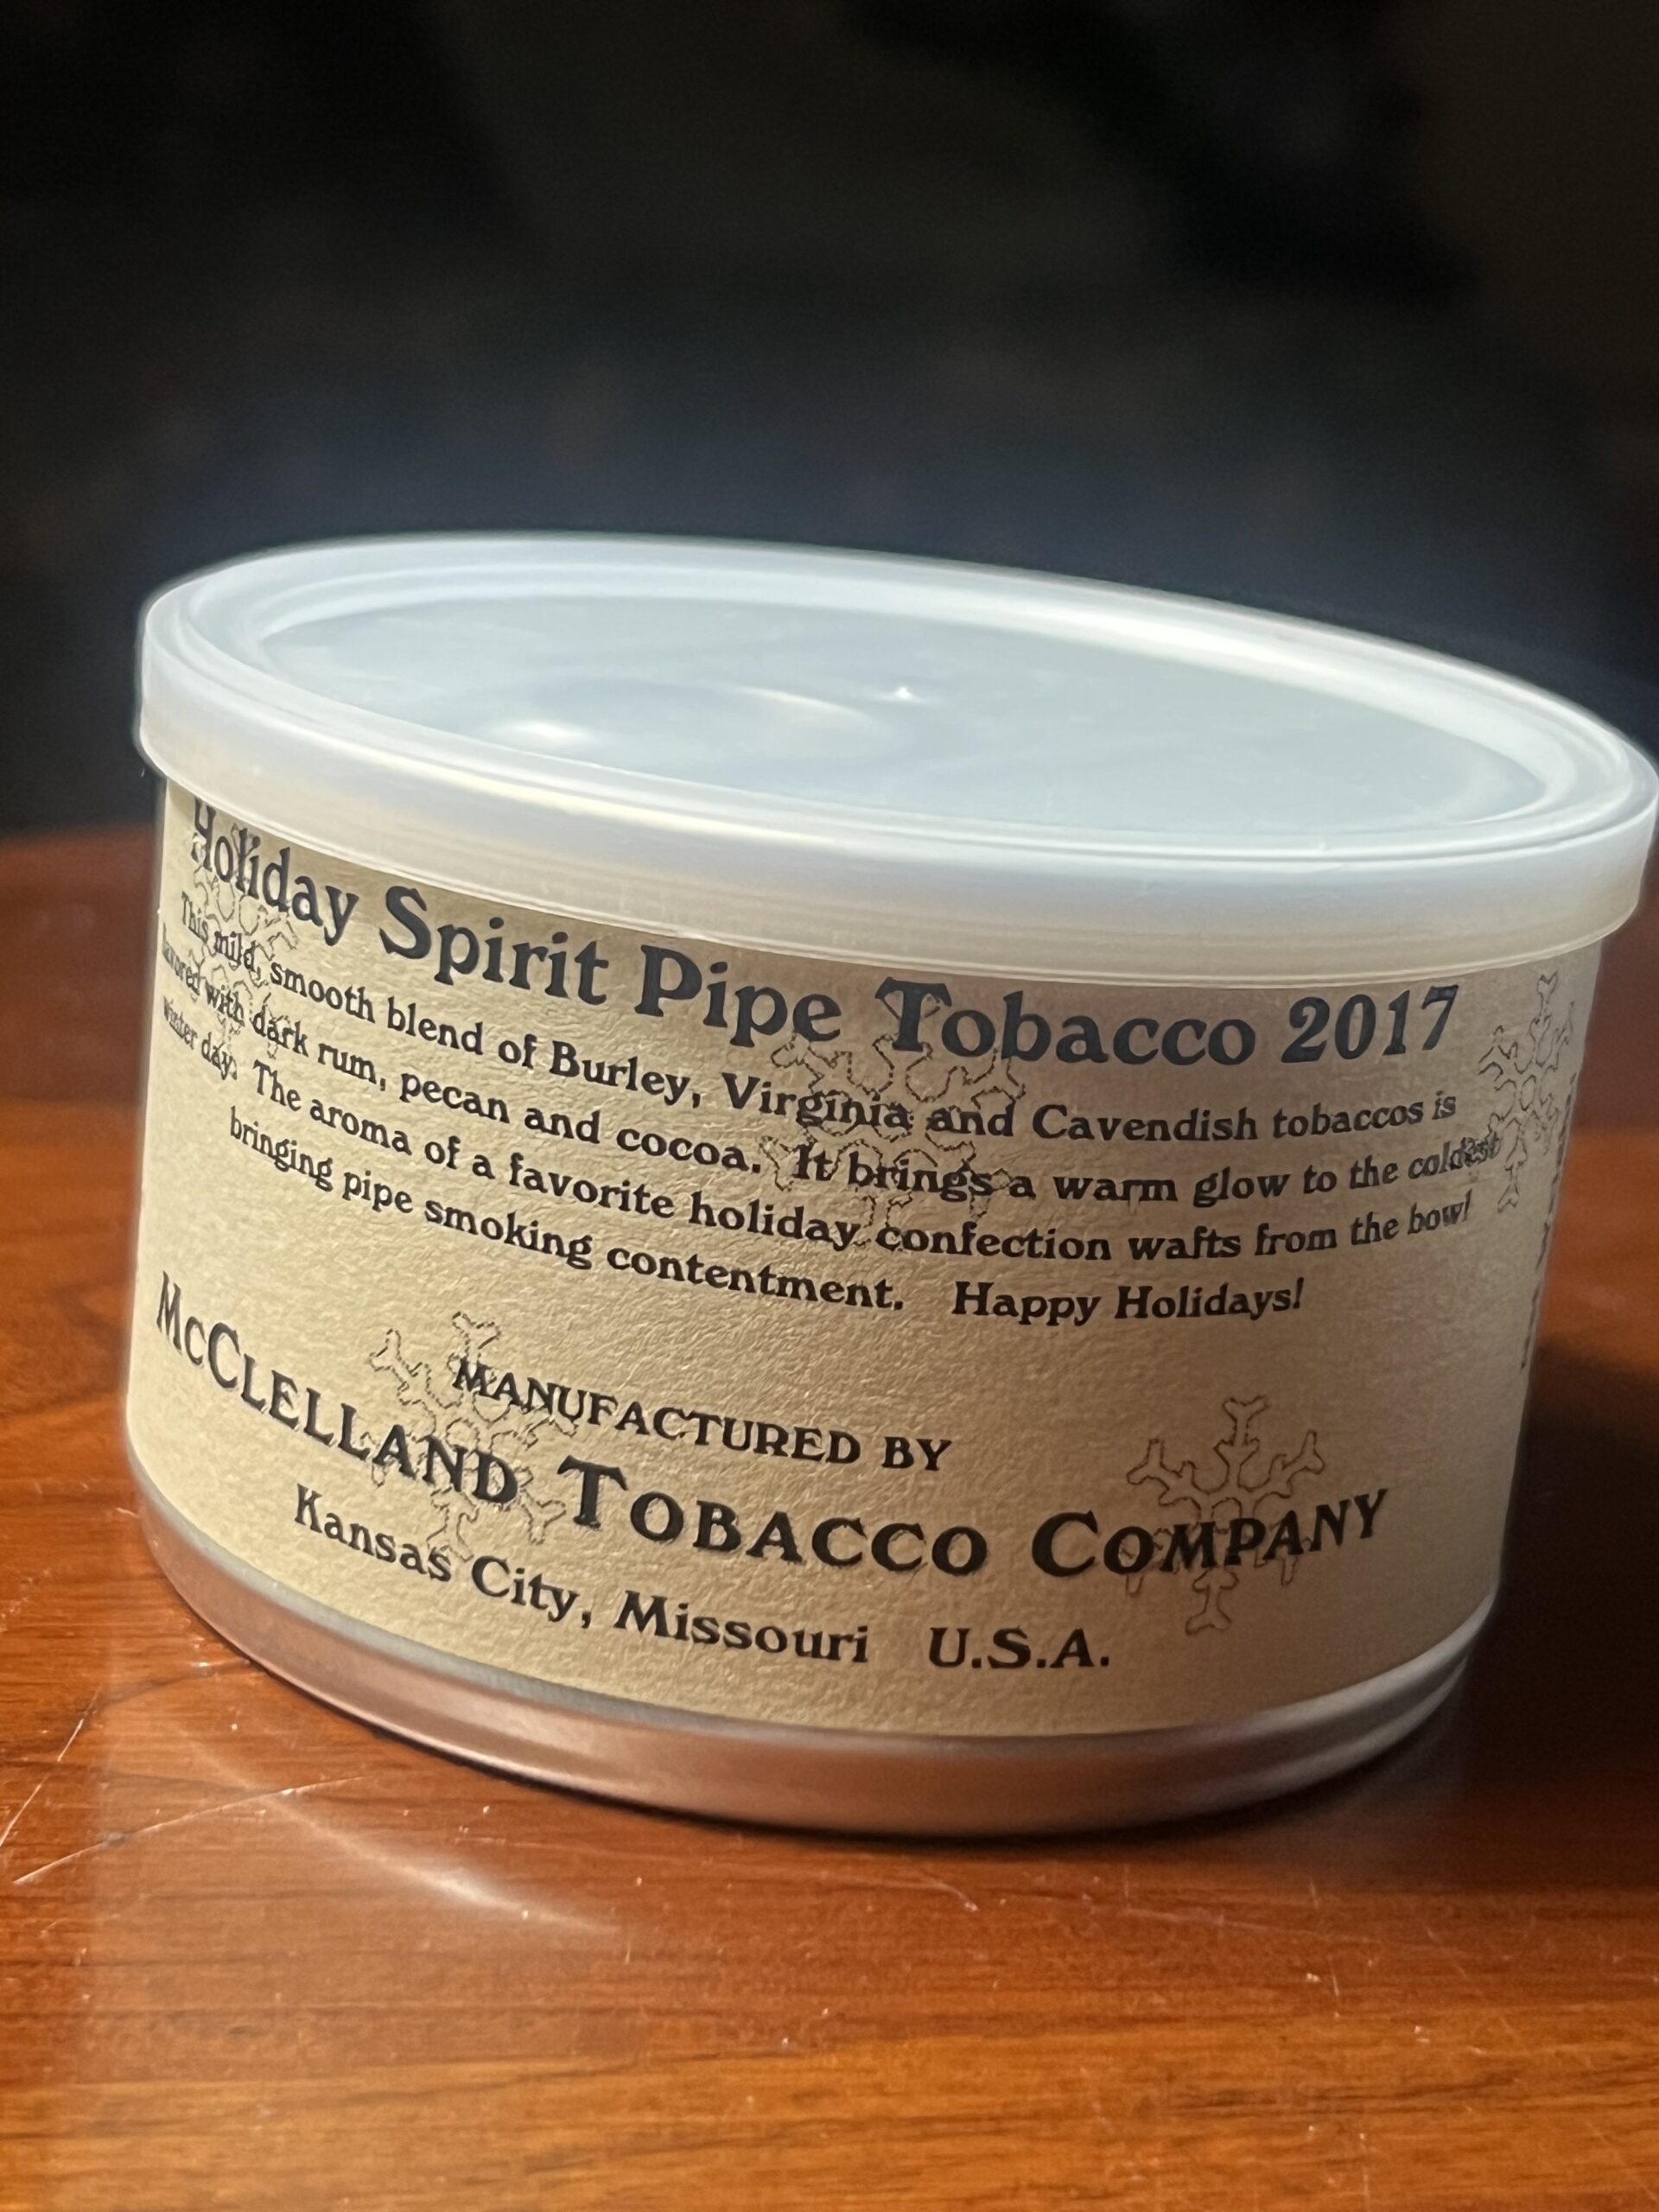 Holiday Spirit Pipe Tobacco 2017
This mild, smooth blend of Burley, Virginia and Cavendish tobaccos is
flavored with dark rum, pecan and cocoa. It brings a warm glow to the coldest
winter day. The aroma of a favorite holiday confection wafts from the bowl
bringing pipe smoking contentment. Happy Holidays!
MANUFACTURED BY
MCCLELLAND TOBACCO COMPANY
Kansas City, Missouri U.S.A.